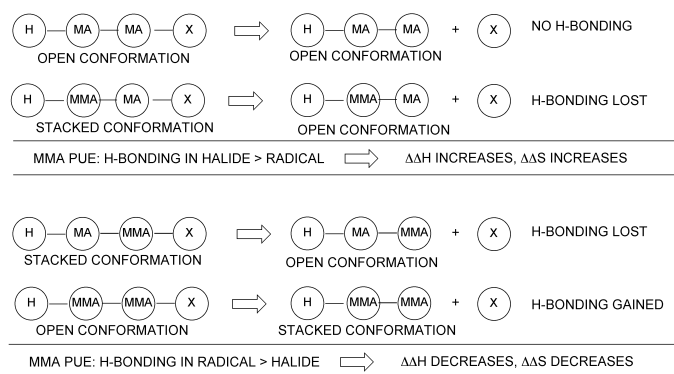 H MA MA X H MA MA + X NO H-BONDING
OPEN CONFORMATION OPEN CONFORMATION
H MMA MA X H MMA MA + X H-BONDING LOST
STACKED CONFORMATION OPEN CONFORMATION
MMA PUE: H-BONDING IN HALIDE > RADICAL ΔΔH INCREASES, ΔΔS INCREASES
H MA MMA X H MA MMA + X H-BONDING LOST
STACKED CONFORMATION OPEN CONFORMATION
H MMA MMA X H MMA MMA + X H-BONDING GAINED
OPEN CONFORMATION STACKED CONFORMATION
MMA PUE: H-BONDING IN RADICAL > HALIDE ΔΔH DECREASES, ΔΔS DECREASES